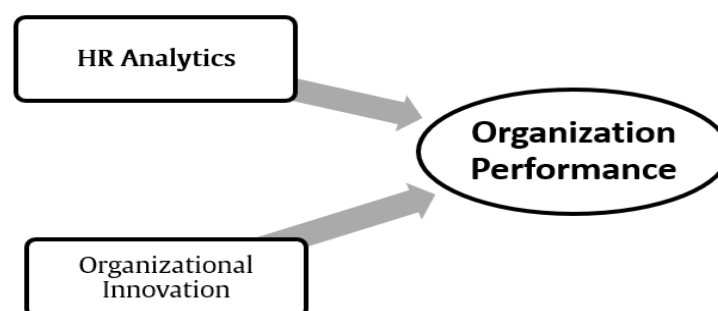 HR Analytics
Organization
Performance
Organizational
Innovation